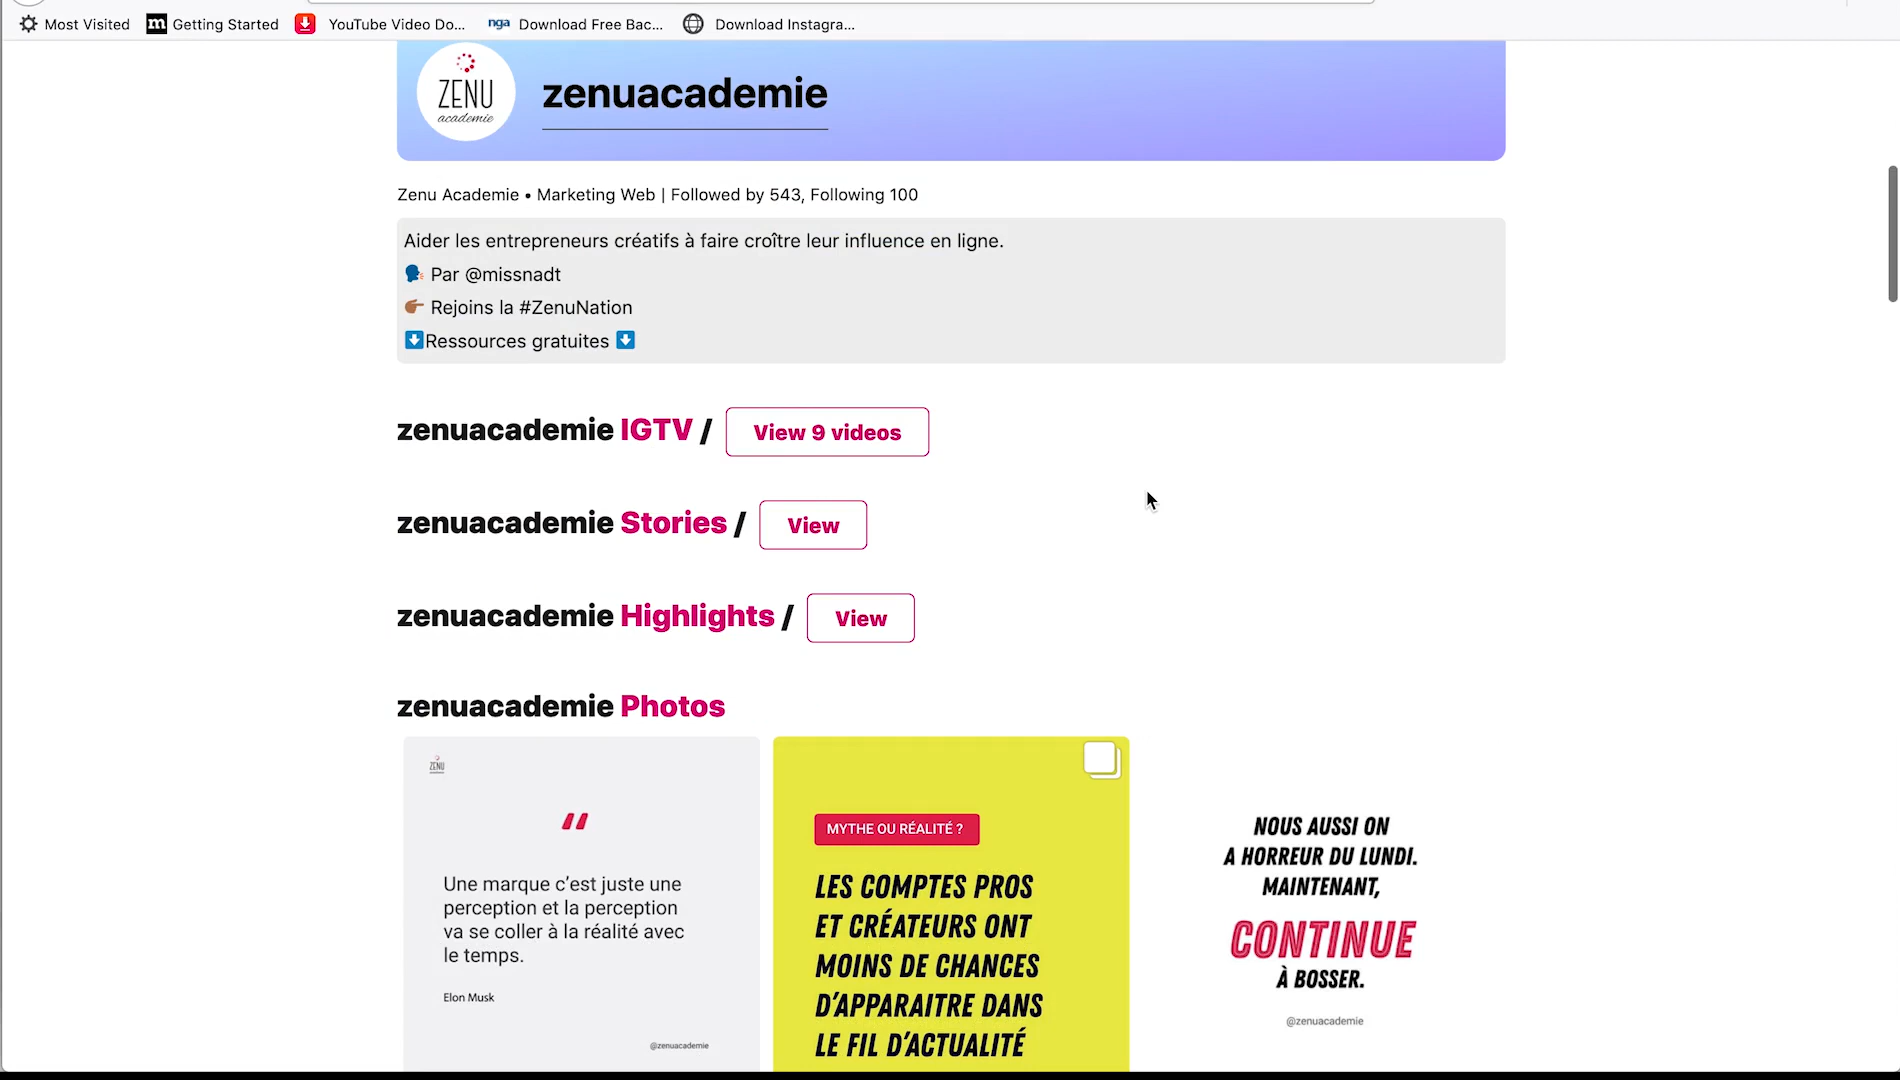 Most Visited
Getting Started
YouTube Video Do...
nga
Download Free Bac...
Download Instagra...
ZENU
academie
zenuacademie
Zenu Academie • Marketing Web | Followed by 543, Following 100
Aider les entrepreneurs créatifs à faire croître leur influence en ligne.
Par @missnadt
Rejoins la #ZenuNation
Ressources gratuites
zenuacademie IGTV / View 9 videos
zenuacademie Stories / View
zenuacademie Highlights / View
zenuacademie Photos
ZENU
“
Une marque c’est juste une
perception et la perception
va se coller à la réalité avec
le temps.
Elon Musk
@zenuacademie
MYTHE OU RÉALITÉ ?
LES COMPTES PROS
ET CRÉATEURS ONT
MOINS DE CHANCES
D’APPARAITRE DANS
LE FIL D’ACTUALITÉ
NOUS AUSSI ON
A HORREUR DU LUNDI.
MAINTENANT,
CONTINUE
À BOSSER.
@zenuacademie